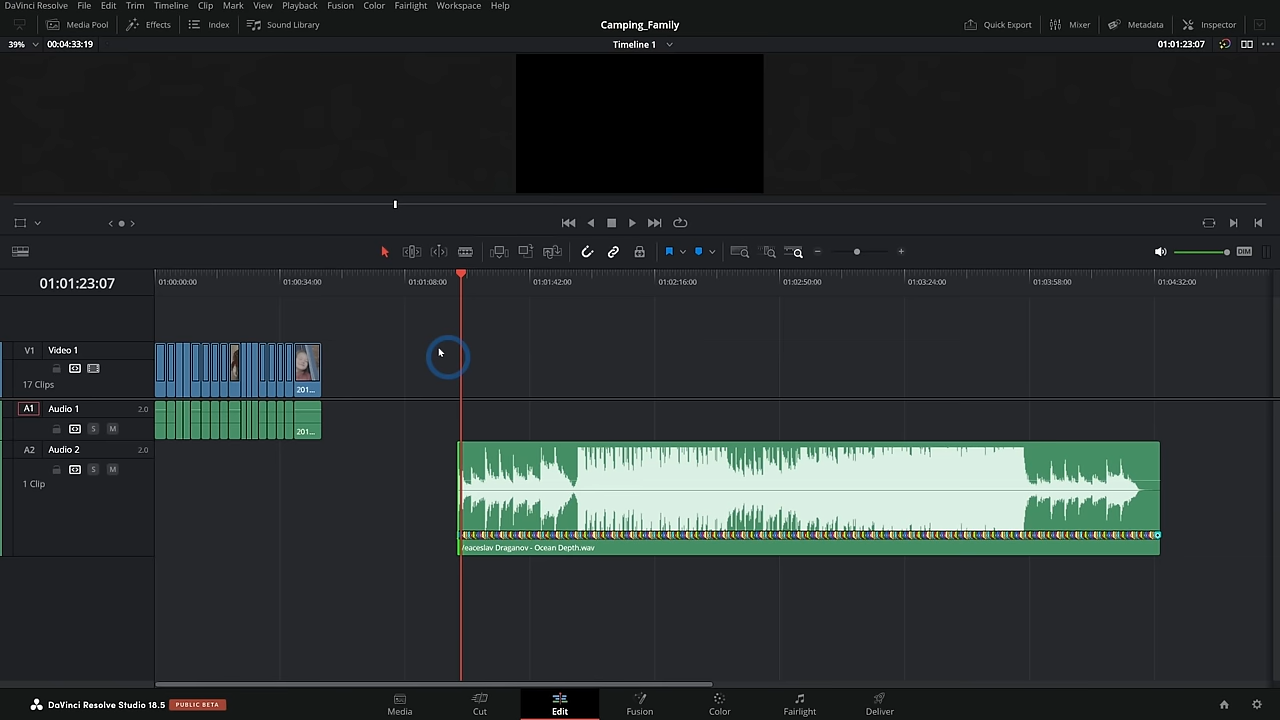 DaVinci Resolve File Edit Trim Timeline Clip Mark View Playback Fusion Color Fairlight Workspace Help
Media Pool Effects Index Sound Library Camping_Family Quick Export Mixer Metadata Inspector
39% 00:04:33:19 Timeline 1 01:01:23:07
DIM
01:01:23:07 01:00:00:00 01:00:34:00 01:01:08:00 01:01:42:00 01:02:16:00 01:02:50:00 01:03:24:00 01:03:58:00 01:04:32:00
V1 Video 1
17 Clips 201...
A1 Audio 1 2.0
S M 201...
A2 Audio 2 2.0
S M
1 Clip
/eaceslav Draganov - Ocean Depth.wav
DaVinci Resolve Studio 18.5 PUBLIC BETA Media Cut Edit Fusion Color Fairlight Deliver